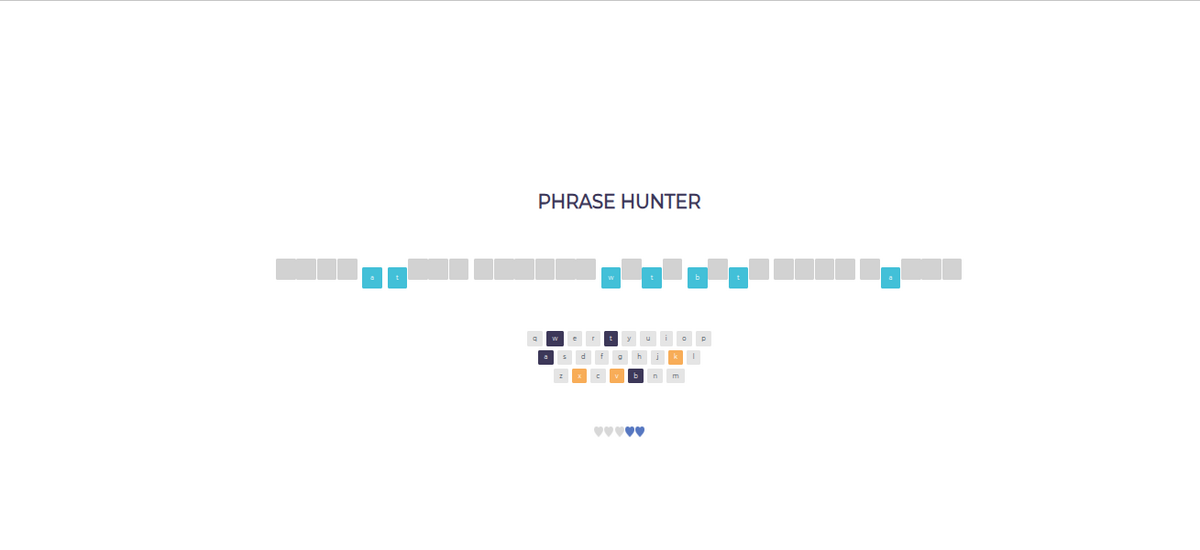 PHRASE HUNTER
a t w t b t a
q w e r t y u i o p
a s d f g h j k l
z x c v b n m